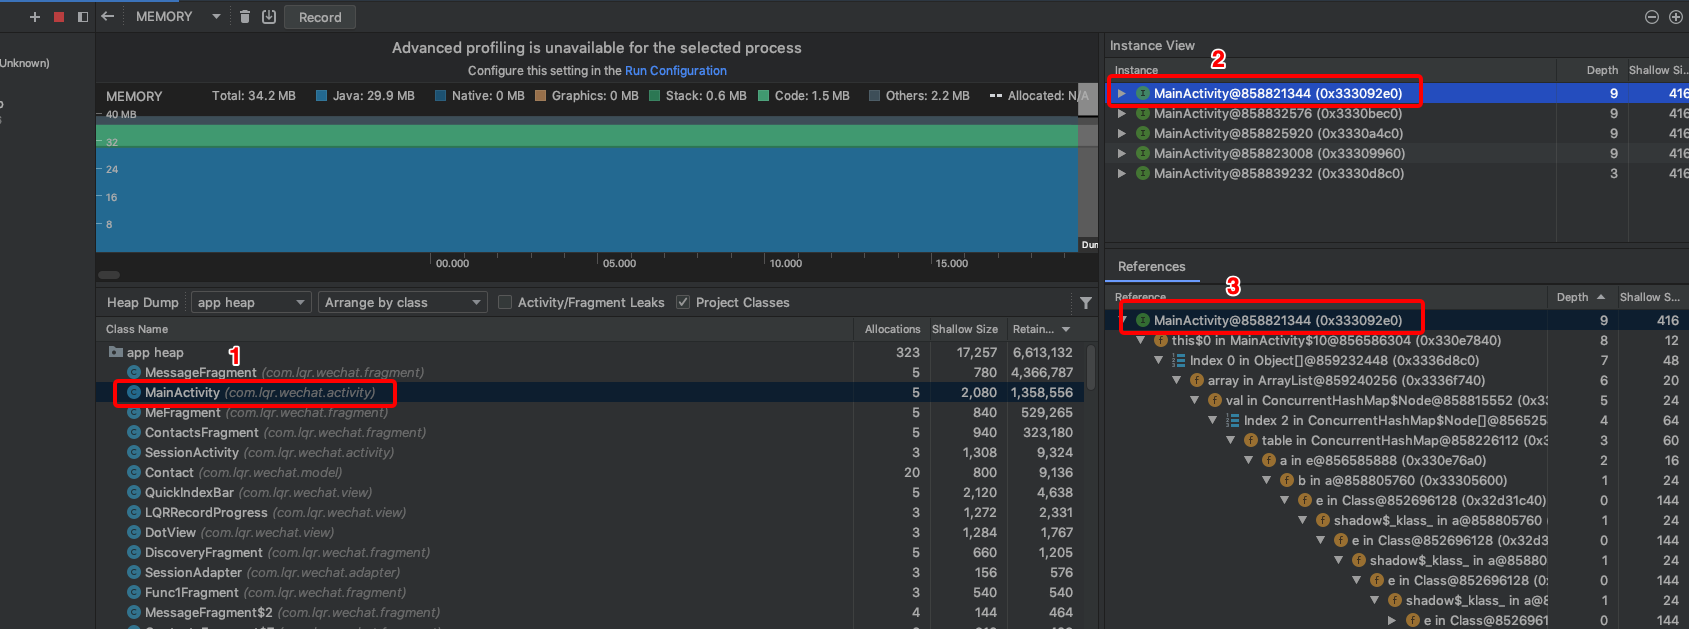 MEMORY
Record
Unknown)
Advanced profiling is unavailable for the selected process
Configure this setting in the Run Configuration
MEMORY Total: 34.2 MB Java: 29.9 MB Native: 0 MB Graphics: 0 MB Stack: 0.6 MB Code: 1.5 MB Others: 2.2 MB Allocated: N/A
40 MB
32
24
16
8
Dun
00.000 05.000 10.000 15.000
Heap Dump app heap Arrange by class Activity/Fragment Leaks Project Classes
Class Name Allocations Shallow Size Retain...
app heap 323 17,257 6,613,132
1
MessageFragment (com.lqr.wechat.fragment) 5 780 4,366,787
MainActivity (com.lqr.wechat.activity) 5 2,080 1,358,556
MeFragment (com.lqr.wechat.fragment) 5 840 529,265
ContactsFragment (com.lqr.wechat.fragment) 5 940 323,180
SessionActivity (com.lqr.wechat.activity) 3 1,308 9,324
Contact (com.lqr.wechat.model) 20 800 9,136
QuickIndexBar (com.lqr.wechat.view) 5 2,120 4,638
LQRRecordProgress (com.lqr.wechat.view) 3 1,272 2,331
DotView (com.lqr.wechat.view) 3 1,284 1,767
DiscoveryFragment (com.lqr.wechat.fragment) 5 660 1,205
SessionAdapter (com.lqr.wechat.adapter) 3 156 576
Func1Fragment (com.lqr.wechat.fragment) 3 540 540
MessageFragment$2 (com.lqr.wechat.fragment) 4 144 464
Instance View
2
Instance Depth Shallow Si...
MainActivity@858821344 (0x333092e0) 9 416
MainActivity@858832576 (0x3330bec0) 9 416
MainActivity@858825920 (0x3330a4c0) 9 416
MainActivity@858823008 (0x33309960) 9 416
MainActivity@858839232 (0x3330d8c0) 3 416
References
3
Reference Depth Shallow S...
MainActivity@858821344 (0x333092e0) 9 416
this$0 in MainActivity$10@856586304 (0x330e7840) 8 12
Index 0 in Object[]@859232448 (0x3336d8c0) 7 48
array in ArrayList@859240256 (0x3336f740) 6 20
val in ConcurrentHashMap$Node@858815552 (0x33 5 24
Index 2 in ConcurrentHashMap$Node[]@856525 4 64
table in ConcurrentHashMap@858226112 (0x3 3 60
a in e@856585888 (0x330e76a0) 2 16
b in a@858805760 (0x33305600) 1 24
e in Class@852696128 (0x32d31c40) 0 144
shadow$_klass_ in a@858805760 ( 1 24
e in Class@852696128 (0x32d3 0 144
shadow$_klass_ in a@85880 1 24
e in Class@852696128 (0x 0 144
shadow$_klass_ in a@8 1 24
e in Class@8526961 0 144